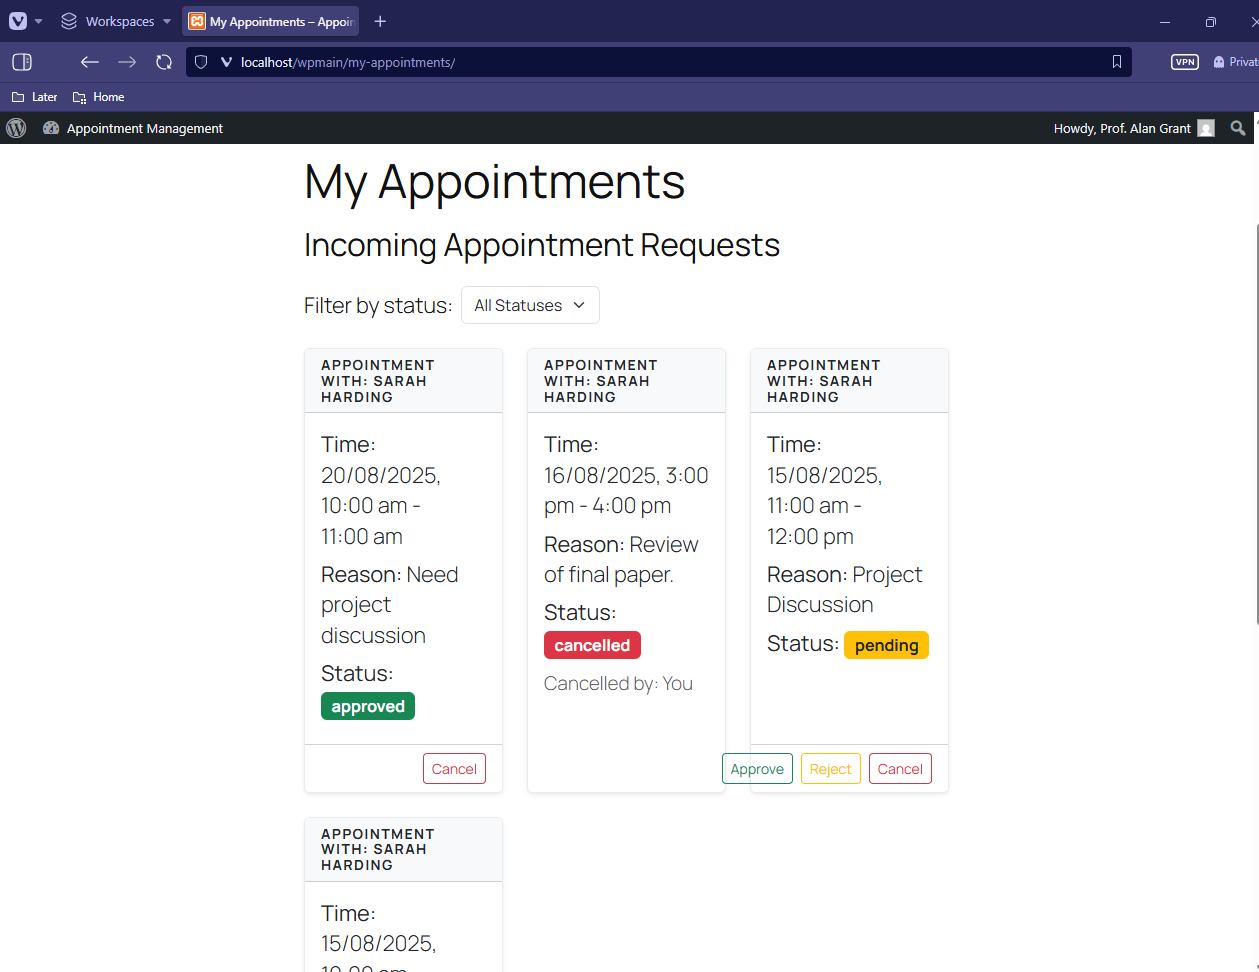 Workspaces
My Appointments – Appoin
localhost/wpmain/my-appointments/
VPN
Privat
Later
Home
Appointment Management
Howdy, Prof. Alan Grant
My Appointments
Incoming Appointment Requests
Filter by status:
All Statuses
APPOINTMENT
WITH: SARAH
HARDING
Time:
20/08/2025,
10:00 am -
11:00 am
Reason: Need
project
discussion
Status:
approved
Cancel
APPOINTMENT
WITH: SARAH
HARDING
Time:
16/08/2025, 3:00
pm - 4:00 pm
Reason: Review
of final paper.
Status:
cancelled
Cancelled by: You
APPOINTMENT
WITH: SARAH
HARDING
Time:
15/08/2025,
11:00 am -
12:00 pm
Reason: Project
Discussion
Status: pending
Approve
Reject
Cancel
APPOINTMENT
WITH: SARAH
HARDING
Time:
15/08/2025,
10:00 am